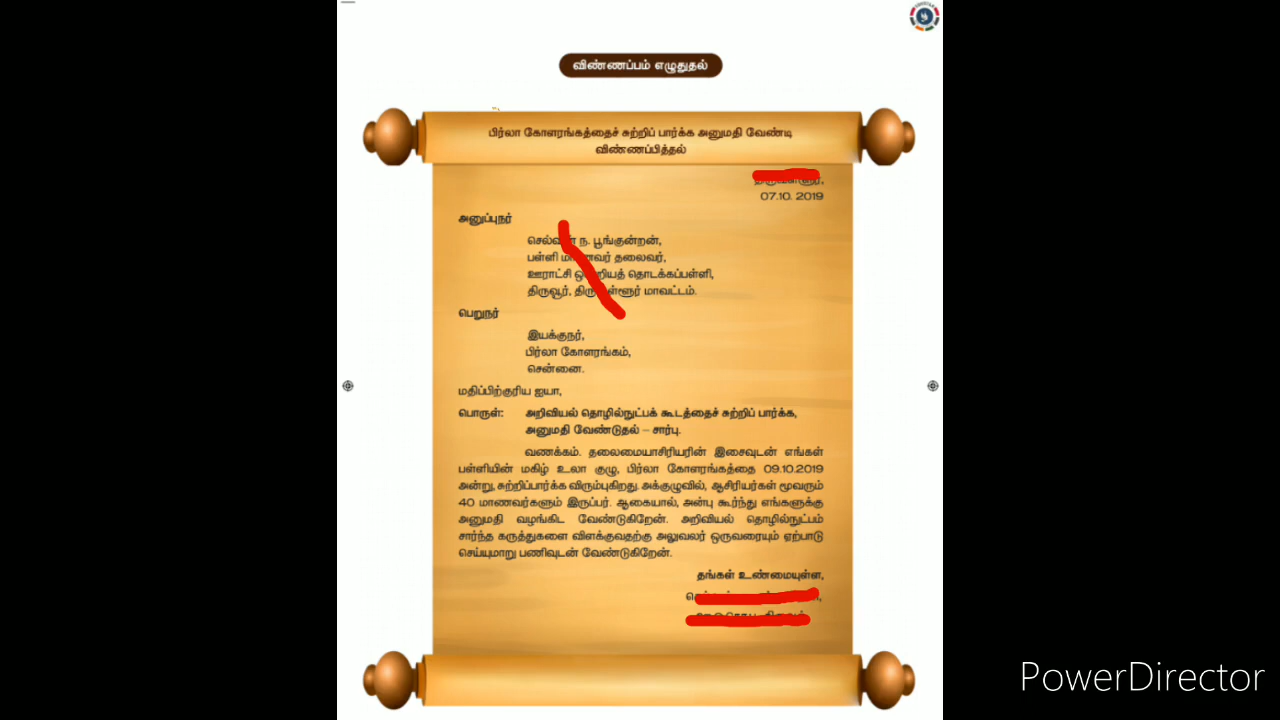 விண்ணப்பம் எழுதுதல்
பிர்லா கோளரங்கத்தைச் சுற்றிப் பார்க்க அனுமதி வேண்டி
விண்ணப்பித்தல்
07.10. 2019
அனுப்புநர்
ந. பூங்குன்றன்,
பள்ளி மாணவர் தலைவர்,
ஊராட்சி ஒன்றியத் தொடக்கப்பள்ளி,
திருவூர், திருவள்ளூர் மாவட்டம்.
பெறுநர்
இயக்குநர்,
பிர்லா கோளரங்கம்,
சென்னை.
மதிப்பிற்குரிய ஐயா,
பொருள்: அறிவியல் தொழில்நுட்பக் கூடத்தைச் சுற்றிப் பார்க்க,
அனுமதி வேண்டுதல் – சார்பு.
வணக்கம். தலைமையாசிரியரின் இசைவுடன் எங்கள்
பள்ளியின் மகிழ் உலா குழு, பிர்லா கோளரங்கத்தை 09.10.2019
அன்று, சுற்றிப்பார்க்க விரும்புகிறது. அக்குழுவில், ஆசிரியர்கள் மூவரும்
40 மாணவர்களும் இருப்பர். ஆகையால், அன்பு கூர்ந்து எங்களுக்கு
அனுமதி வழங்கிட வேண்டுகிறேன். அறிவியல் தொழில்நுட்பம்
சார்ந்த கருத்துகளை விளக்குவதற்கு அலுவலர் ஒருவரையும் ஏற்பாடு
செய்யுமாறு பணிவுடன் வேண்டுகிறேன்.
தங்கள் உண்மையுள்ள,
PowerDirector